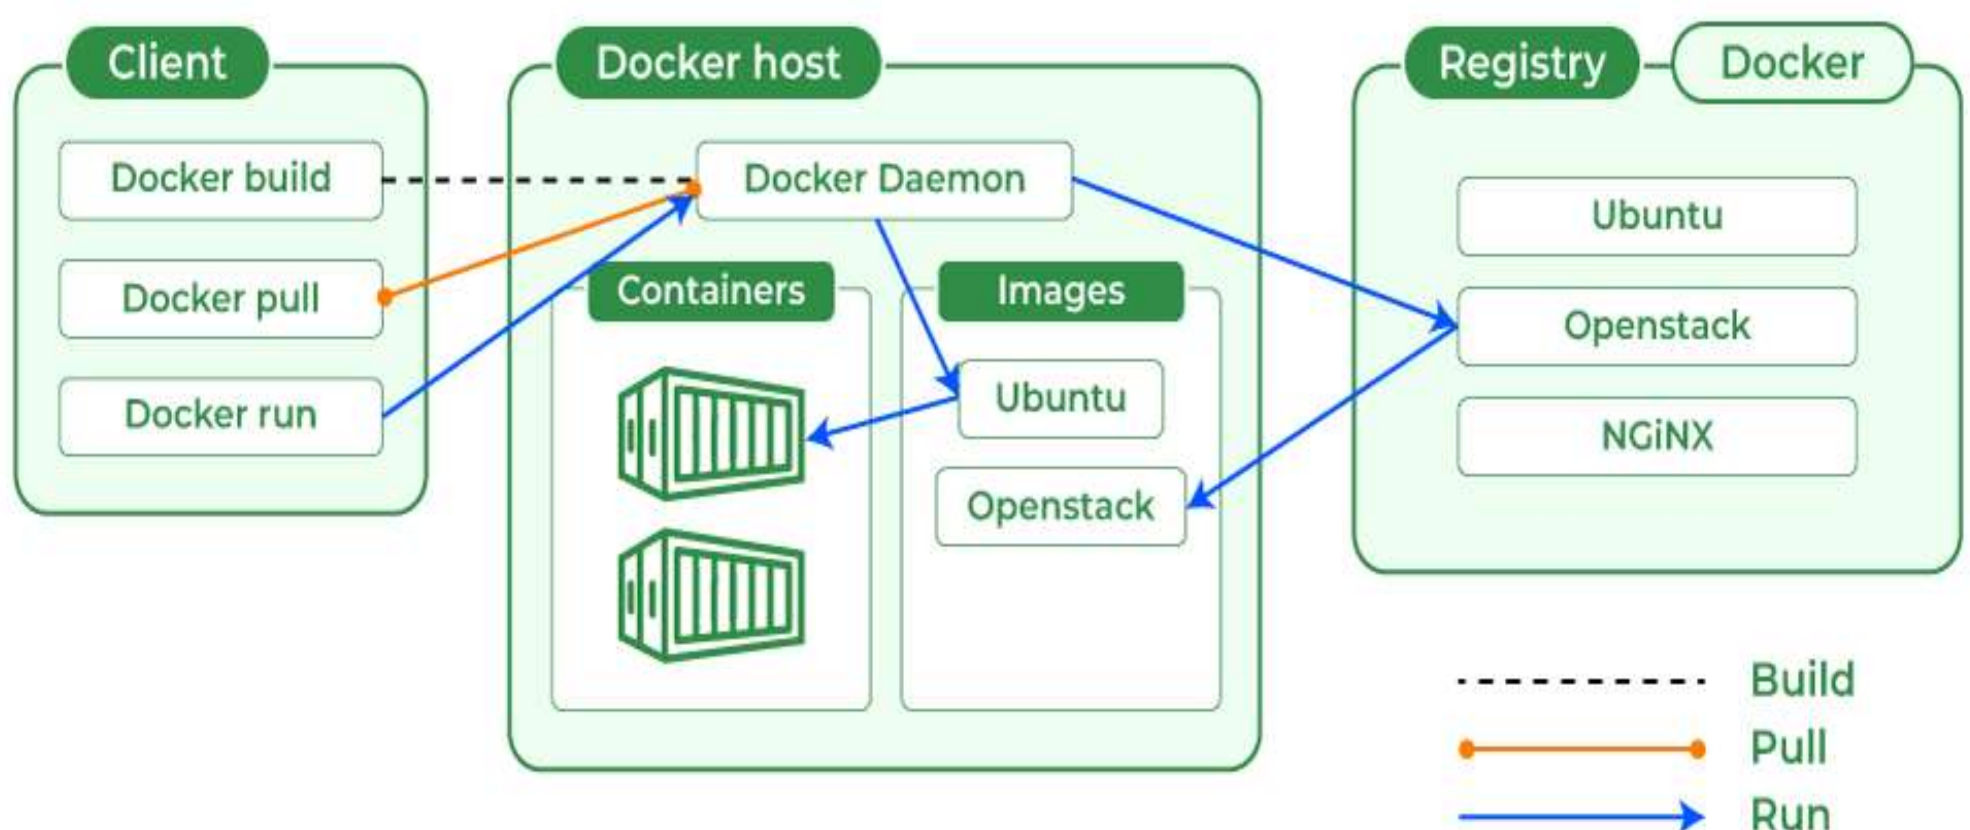 Client
Docker build
Docker pull
Docker run
Docker host
Docker Daemon
Containers
Images
Ubuntu
Openstack
Registry
Docker
Ubuntu
Openstack
NGiNX
Build
Pull
Run